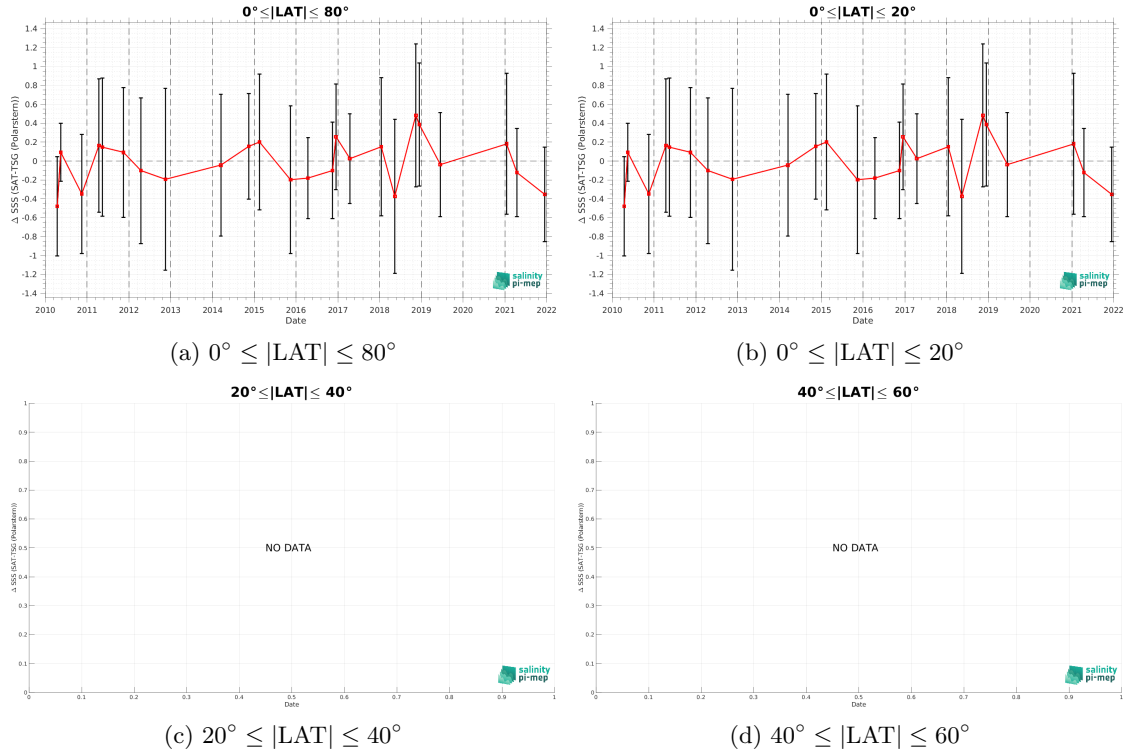 0°≤|LAT|≤ 80°
1.4
1.2
1
0.8
0.6
0.4
0.2
0
-0.2
-0.4
-0.6
-0.8
-1
-1.2
-1.4
Δ SSS (SAT-TSG (Polarstern))
2010 2011 2012 2013 2014 2015 2016 2017 2018 2019 2020 2021 2022
Date
salinity
pi-mep
(a) 0° ≤ |LAT| ≤ 80°
0°≤|LAT|≤ 20°
1.4
1.2
1
0.8
0.6
0.4
0.2
0
-0.2
-0.4
-0.6
-0.8
-1
-1.2
-1.4
Δ SSS (SAT-TSG (Polarstern))
2010 2011 2012 2013 2014 2015 2016 2017 2018 2019 2020 2021 2022
Date
salinity
pi-mep
(b) 0° ≤ |LAT| ≤ 20°
20°≤|LAT|≤ 40°
1
0.9
0.8
0.7
0.6
0.5
0.4
0.3
0.2
0.1
0
Δ SSS (SAT-TSG (Polarstern))
NO DATA
0 0.1 0.2 0.3 0.4 0.5 0.6 0.7 0.8 0.9 1
Date
salinity
pi-mep
(c) 20° ≤ |LAT| ≤ 40°
40°≤|LAT|≤ 60°
1
0.9
0.8
0.7
0.6
0.5
0.4
0.3
0.2
0.1
0
Δ SSS (SAT-TSG (Polarstern))
NO DATA
0 0.1 0.2 0.3 0.4 0.5 0.6 0.7 0.8 0.9 1
Date
salinity
pi-mep
(d) 40° ≤ |LAT| ≤ 60°